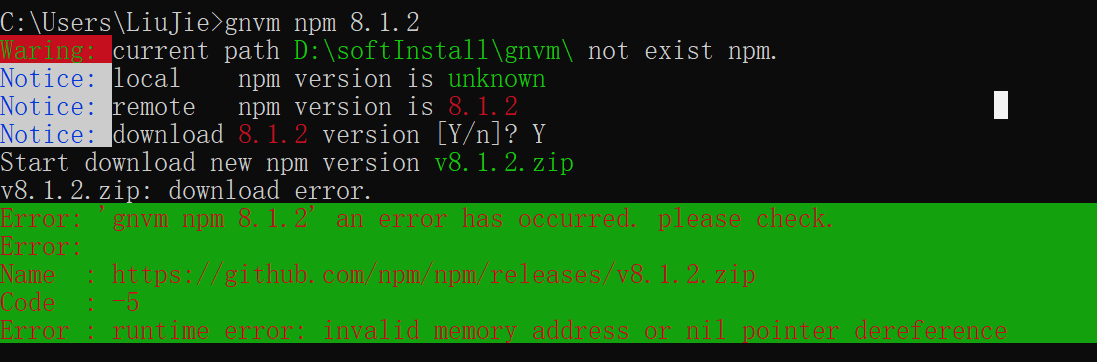 C:\Users\LiuJie>gnvm npm 8.1.2
Waring: current path D:\softInstall\gnvm\ not exist npm.
Notice: local   npm version is unknown
Notice: remote  npm version is 8.1.2
Notice: download 8.1.2 version [Y/n]? Y
Start download new npm version v8.1.2.zip
v8.1.2.zip: download error.
Error: 'gnvm npm 8.1.2' an error has occurred. please check.
Error:
Name  : https://github.com/npm/npm/releases/v8.1.2.zip
Code  : -5
Error : runtime error: invalid memory address or nil pointer dereference